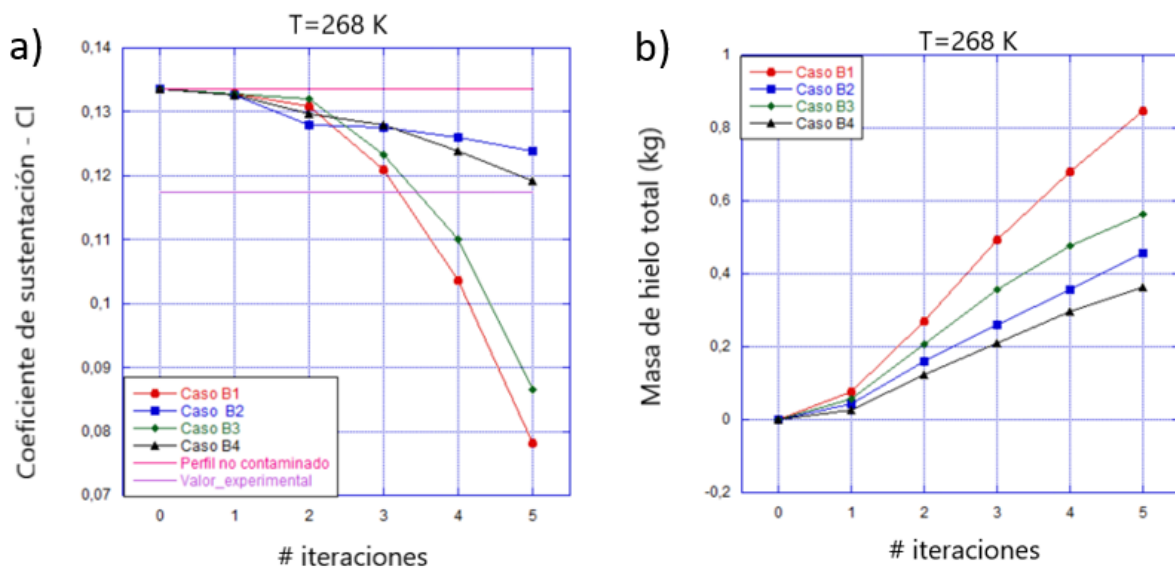 a)
T=268 K
Coeficiente de sustentación - Cl
0,14
0,13
0,12
0,11
0,1
0,09
0,08
0,07
Caso B1
Caso B2
Caso B3
Caso B4
Perfil no contaminado
Valor_experimental
0 1 2 3 4 5
# iteraciones
b)
T=268 K
Masa de hielo total (kg)
1
0,8
0,6
0,4
0,2
0
-0,2
Caso B1
Caso B2
Caso B3
Caso B4
0 1 2 3 4 5
# iteraciones